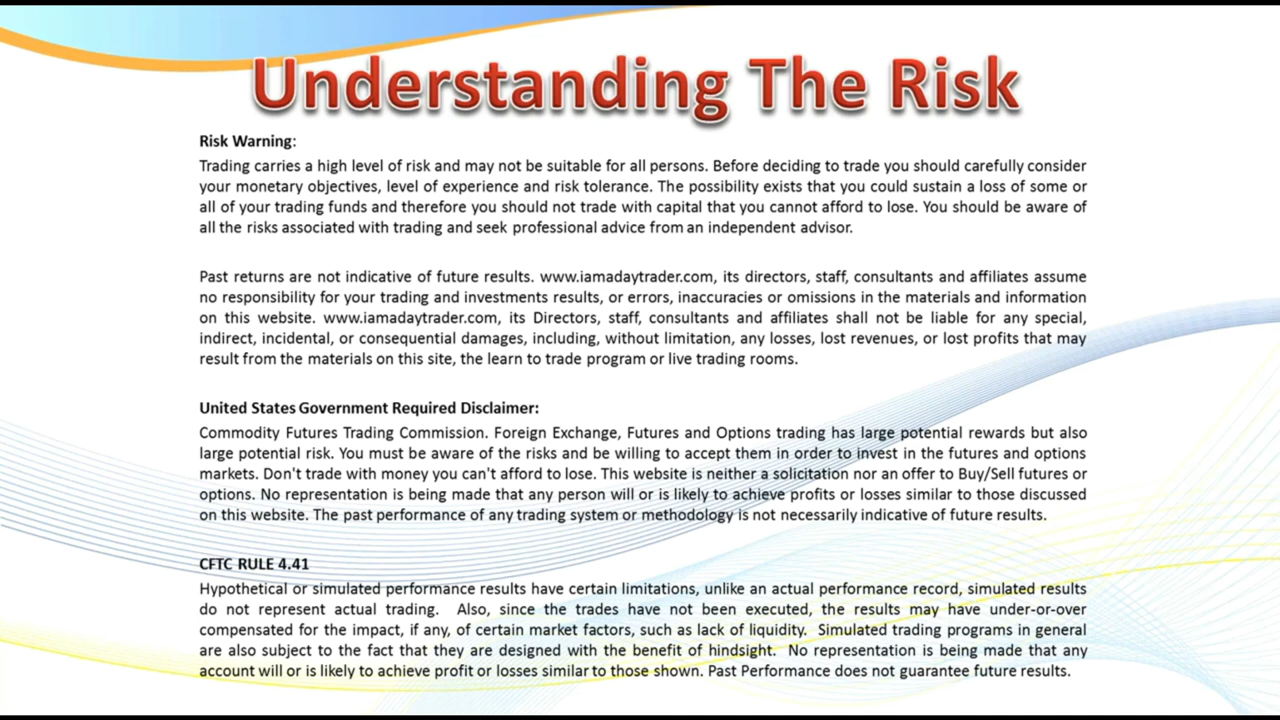 Understanding The Risk
Risk Warning:
Trading carries a high level of risk and may not be suitable for all persons. Before deciding to trade you should carefully consider
your monetary objectives, level of experience and risk tolerance. The possibility exists that you could sustain a loss of some or
all of your trading funds and therefore you should not trade with capital that you cannot afford to lose. You should be aware of
all the risks associated with trading and seek professional advice from an independent advisor.
Past returns are not indicative of future results. www.iamadaytrader.com, its directors, staff, consultants and affiliates assume
no responsibility for your trading and investments results, or errors, inaccuracies or omissions in the materials and information
on this website. www.iamadaytrader.com, its Directors, staff, consultants and affiliates shall not be liable for any special,
indirect, incidental, or consequential damages, including, without limitation, any losses, lost revenues, or lost profits that may
result from the materials on this site, the learn to trade program or live trading rooms.
United States Government Required Disclaimer:
Commodity Futures Trading Commission. Foreign Exchange, Futures and Options trading has large potential rewards but also
large potential risk. You must be aware of the risks and be willing to accept them in order to invest in the futures and options
markets. Don't trade with money you can't afford to lose. This website is neither a solicitation nor an offer to Buy/Sell futures or
options. No representation is being made that any person will or is likely to achieve profits or losses similar to those discussed
on this website. The past performance of any trading system or methodology is not necessarily indicative of future results.
CFTC RULE 4.41
Hypothetical or simulated performance results have certain limitations, unlike an actual performance record, simulated results
do not represent actual trading. Also, since the trades have not been executed, the results may have under-or-over
compensated for the impact, if any, of certain market factors, such as lack of liquidity. Simulated trading programs in general
are also subject to the fact that they are designed with the benefit of hindsight. No representation is being made that any
account will or is likely to achieve profit or losses similar to those shown. Past Performance does not guarantee future results.